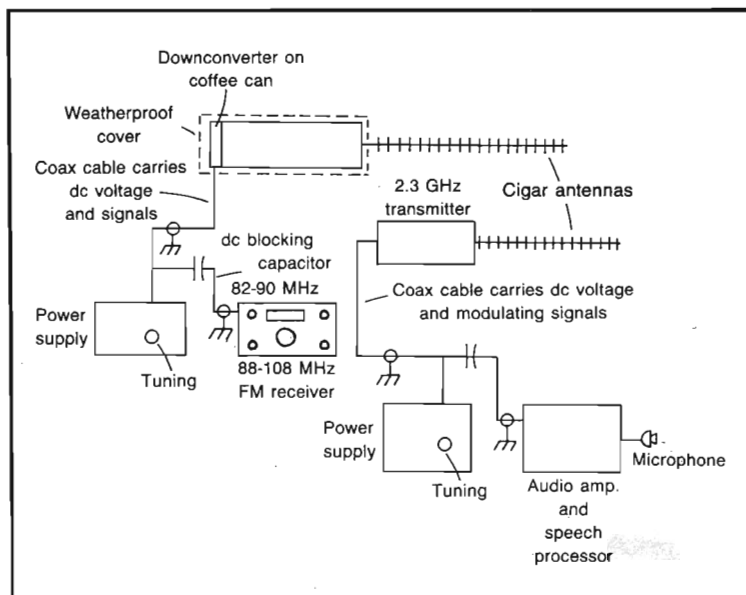 Downconverter on
coffee can
Weatherproof
cover
Coax cable carries
dc voltage
and signals
2.3 GHz
transmitter
Cigar antennas
dc blocking
capacitor
82-90 MHz
Coax cable carries dc voltage
and modulating signals
Power
supply
Tuning
88-108 MHz
FM receiver
Power
supply
Tuning
Microphone
Audio amp.
and
speech
processor